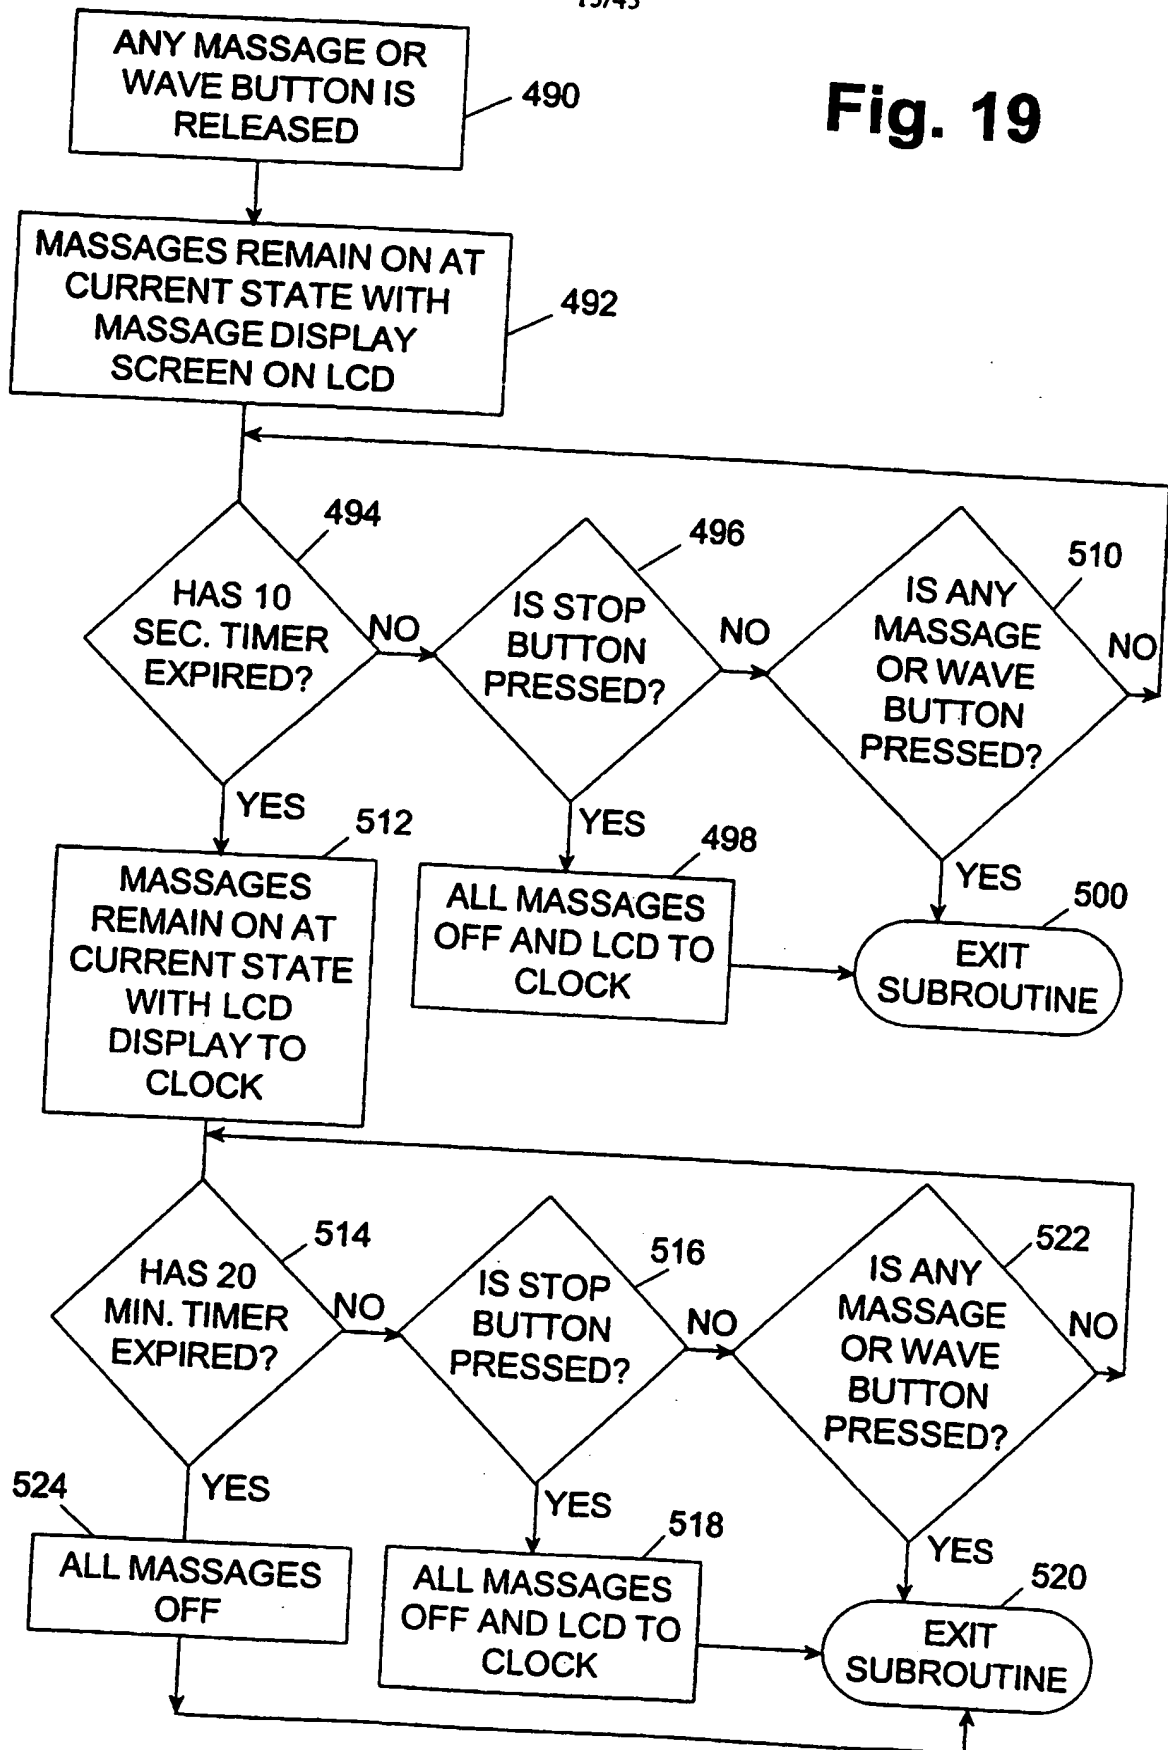 ANY MASSAGE OR
WAVE BUTTON IS
RELEASED
490
Fig. 19
MASSAGES REMAIN ON AT
CURRENT STATE WITH
MASSAGE DISPLAY
SCREEN ON LCD
492
494
HAS 10
SEC. TIMER
EXPIRED?
NO
YES
496
IS STOP
BUTTON
PRESSED?
NO
YES
510
IS ANY
MASSAGE
OR WAVE
BUTTON
PRESSED?
NO
YES
512
MASSAGES
REMAIN ON AT
CURRENT STATE
WITH LCD
DISPLAY TO
CLOCK
498
ALL MASSAGES
OFF AND LCD TO
CLOCK
500
EXIT
SUBROUTINE
514
HAS 20
MIN. TIMER
EXPIRED?
NO
YES
516
IS STOP
BUTTON
PRESSED?
NO
YES
522
IS ANY
MASSAGE
OR WAVE
BUTTON
PRESSED?
NO
YES
524
ALL MASSAGES
OFF
518
ALL MASSAGES
OFF AND LCD TO
CLOCK
520
EXIT
SUBROUTINE